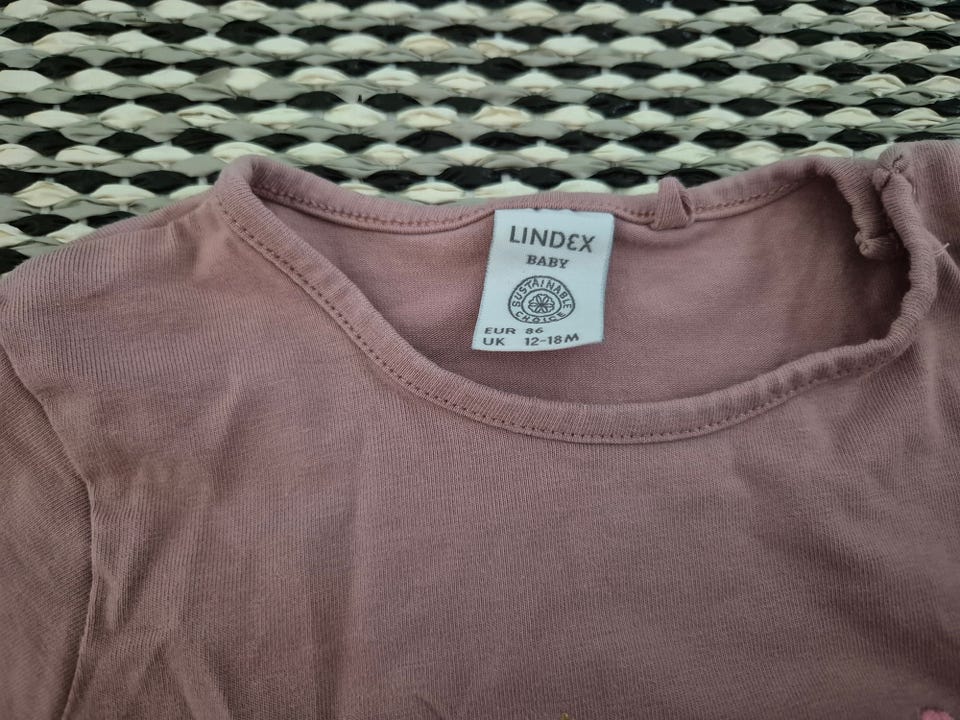 LINDEX
BABY
SUSTAINABLE
CHOICE
EUR 86
UK 12-18M